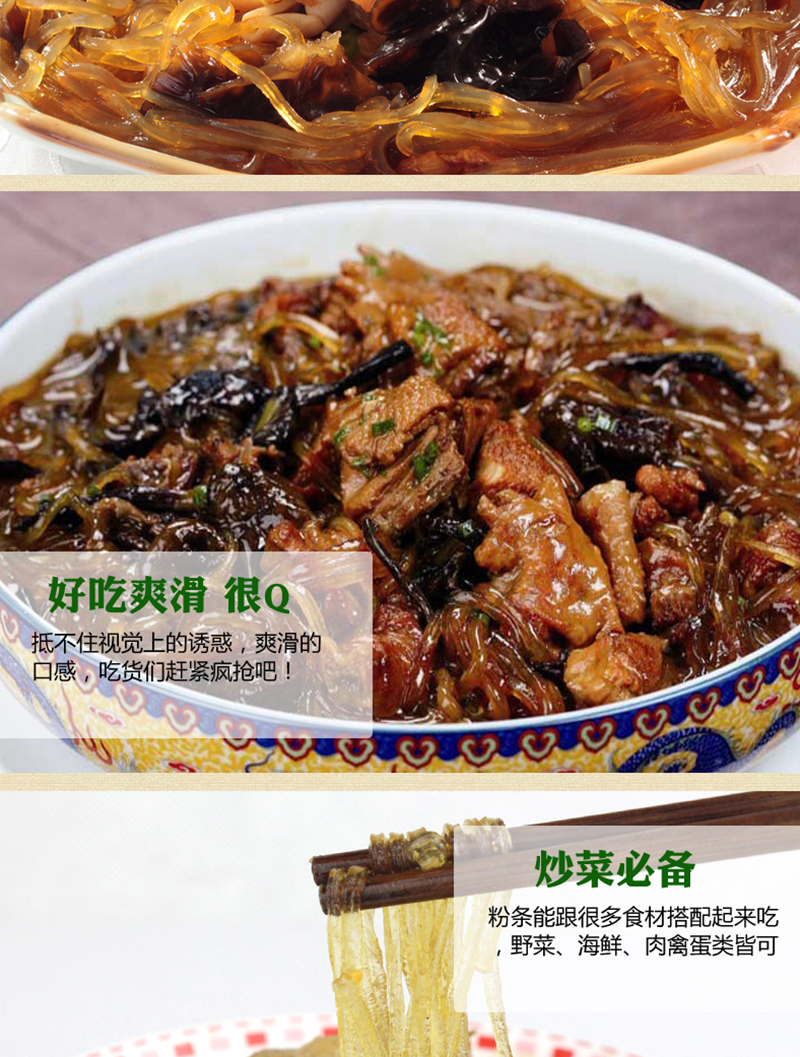 好吃爽滑 很Q
抵不住视觉上的诱惑，爽滑的
口感，吃货们赶紧疯抢吧！
炒菜必备
粉条能跟很多食材搭配起来吃
，野菜、海鲜、肉禽蛋类皆可